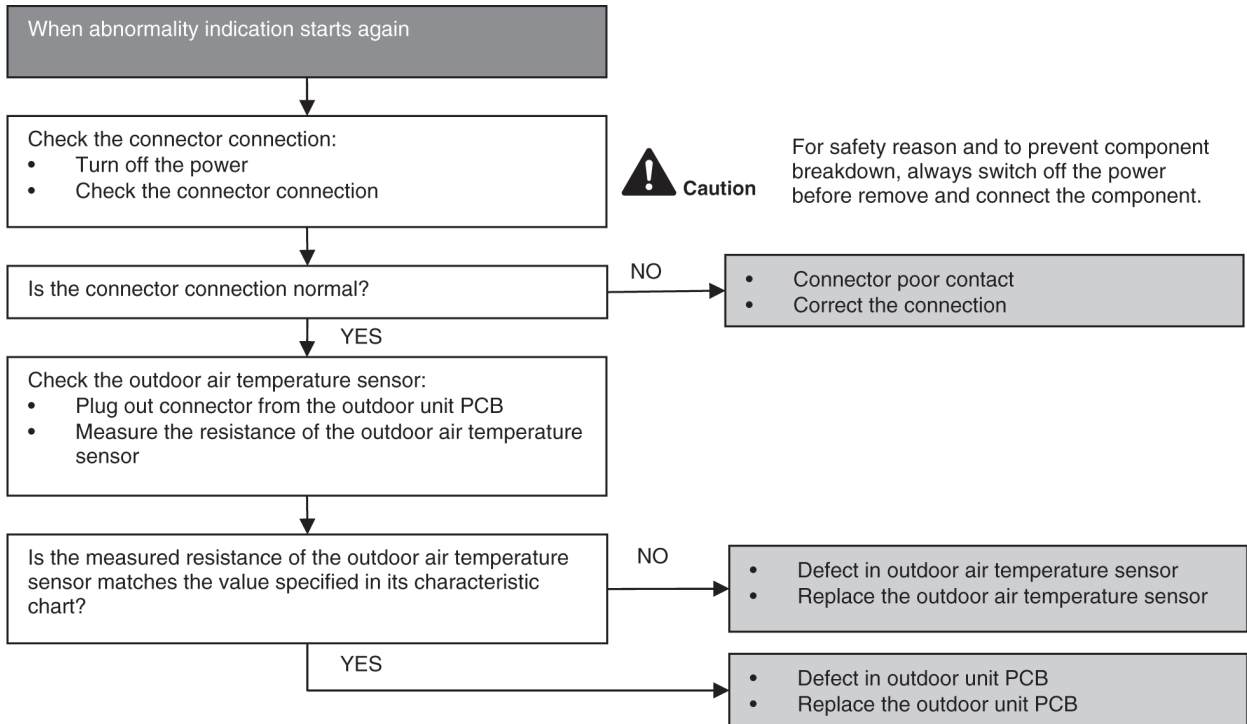 When abnormality indication starts again
Check the connector connection:
• Turn off the power
• Check the connector connection
Caution
For safety reason and to prevent component
breakdown, always switch off the power
before remove and connect the component.
Is the connector connection normal?
NO
• Connector poor contact
• Correct the connection
YES
Check the outdoor air temperature sensor:
• Plug out connector from the outdoor unit PCB
• Measure the resistance of the outdoor air temperature
sensor
Is the measured resistance of the outdoor air temperature
sensor matches the value specified in its characteristic
chart?
NO
• Defect in outdoor air temperature sensor
• Replace the outdoor air temperature sensor
YES
• Defect in outdoor unit PCB
• Replace the outdoor unit PCB